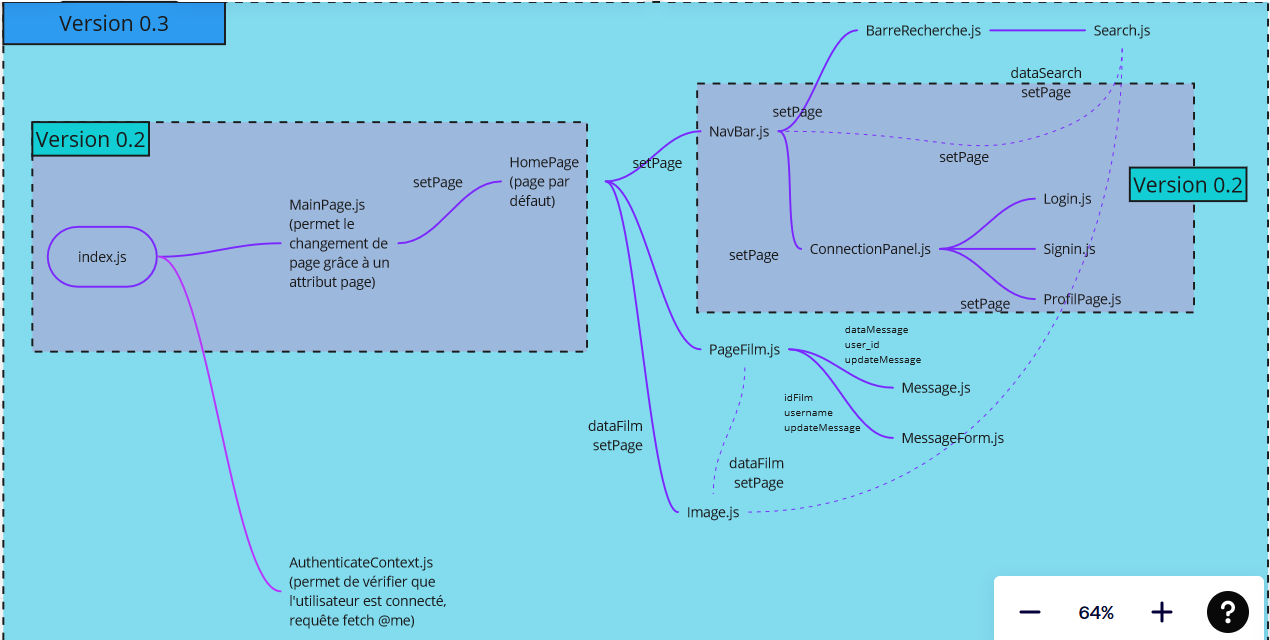 Version 0.3
BarreRecherche.js
Search.js
dataSearch
setPage
setPage
NavBar.js
setPage
Version 0.2
HomePage
(page par
défaut)
setPage
setPage
MainPage.js
(permet le
changement de
page grâce à un
attribut page)
index.js
Version 0.2
Login.js
setPage
ConnectionPanel.js
Signin.js
setPage
ProfilPage.js
PageFilm.js
dataMessage
user_id
updateMessage
Message.js
idFilm
username
updateMessage
MessageForm.js
dataFilm
setPage
dataFilm
setPage
Image.js
AuthenticateContext.js
(permet de vérifier que
l'utilisateur est connecté,
requête fetch @me)
64%
?